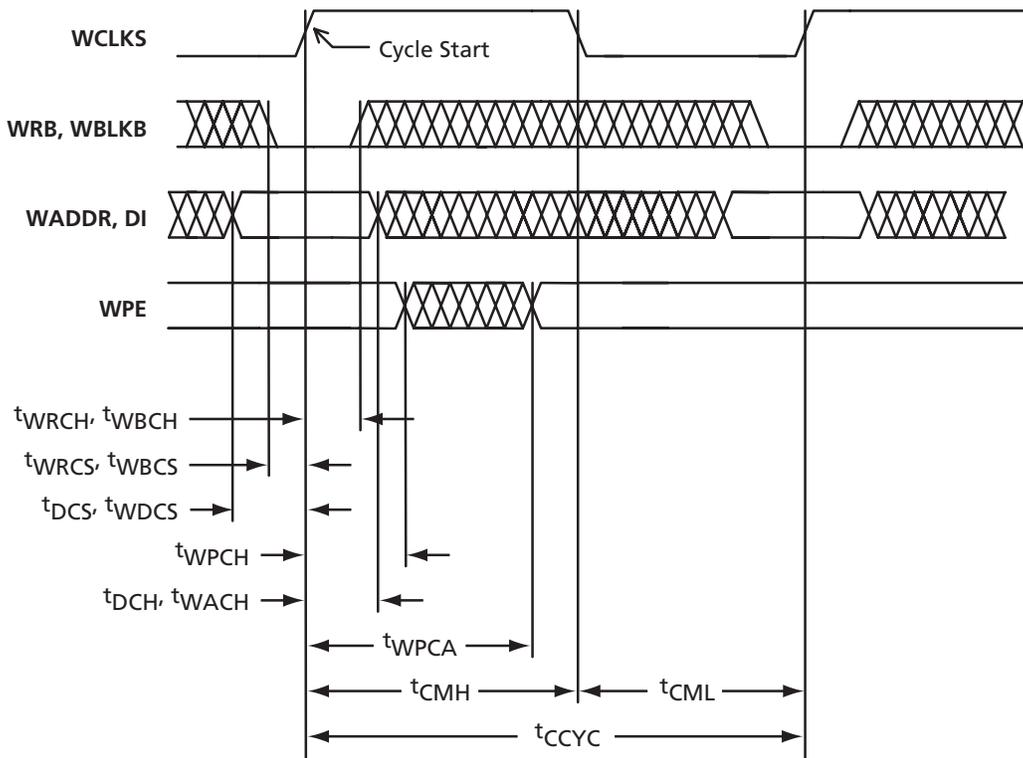 WCLKS
Cycle Start
WRB, WBLKB
WADDR, DI
WPE
tWRCH, tWBCH
tWRCS, tWBCS
tDCS, tWDCS
tWPCH
tDCH, tWACH
tWPCA
tCMH
tCML
tCCYC